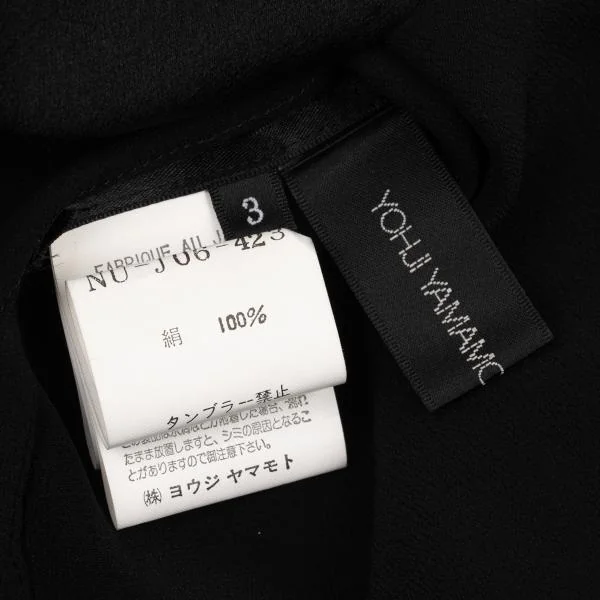 3
YOHJI YAMAMO
FABRIQUE AU J
NU-J06-423
絹 100%
タンブラー禁止
たまま放置しますと、シミの原因となるこ
とがありますので御注意下さい。
㈱ ヨウジ ヤマモト